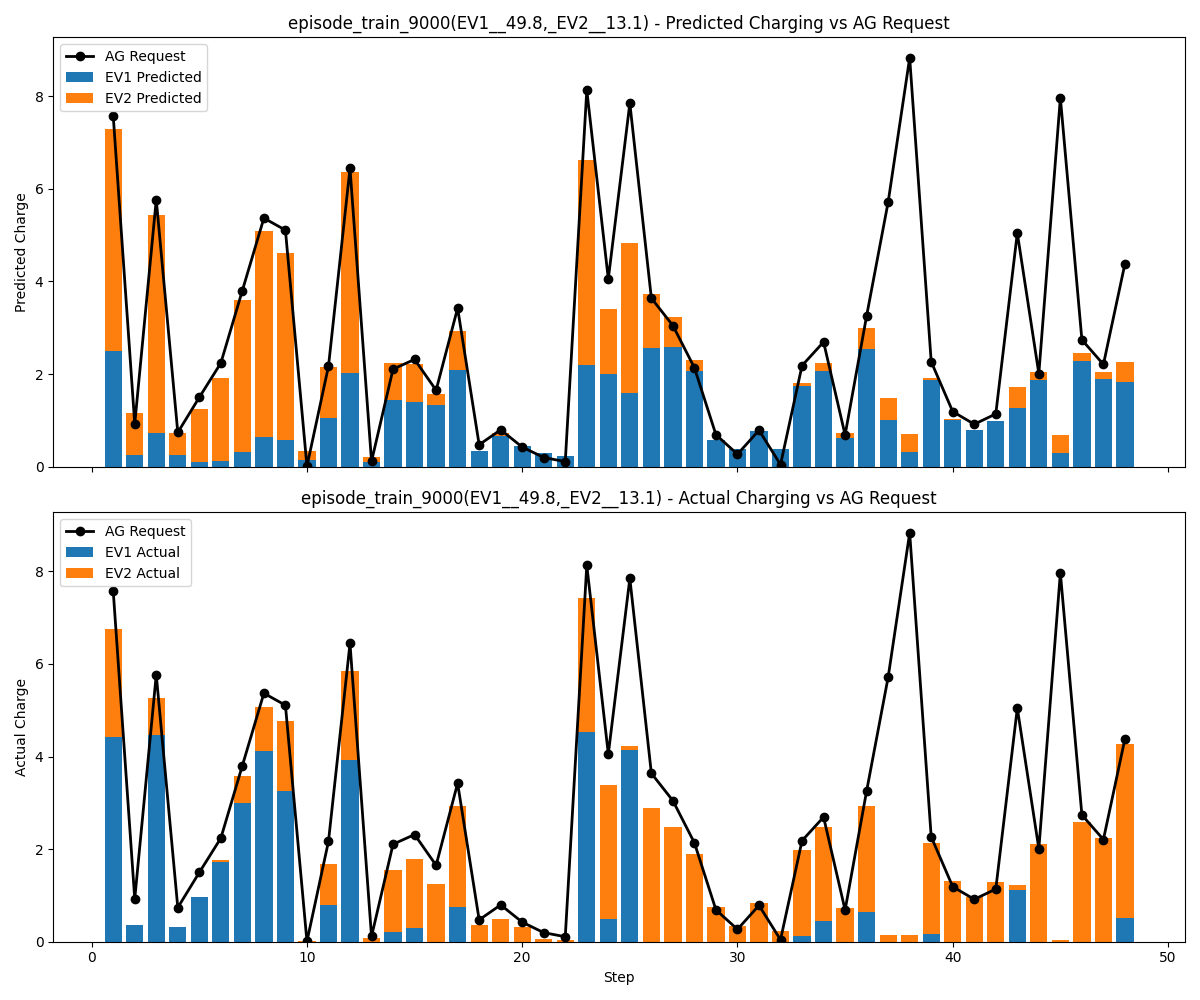 episode_train_9000(EV1__49.8,_EV2__13.1) - Predicted Charging vs AG Request
AG Request
EV1 Predicted
EV2 Predicted
Predicted Charge
8
6
4
2
0
episode_train_9000(EV1__49.8,_EV2__13.1) - Actual Charging vs AG Request
AG Request
EV1 Actual
EV2 Actual
Actual Charge
8
6
4
2
0
0 10 20 30 40 50
Step